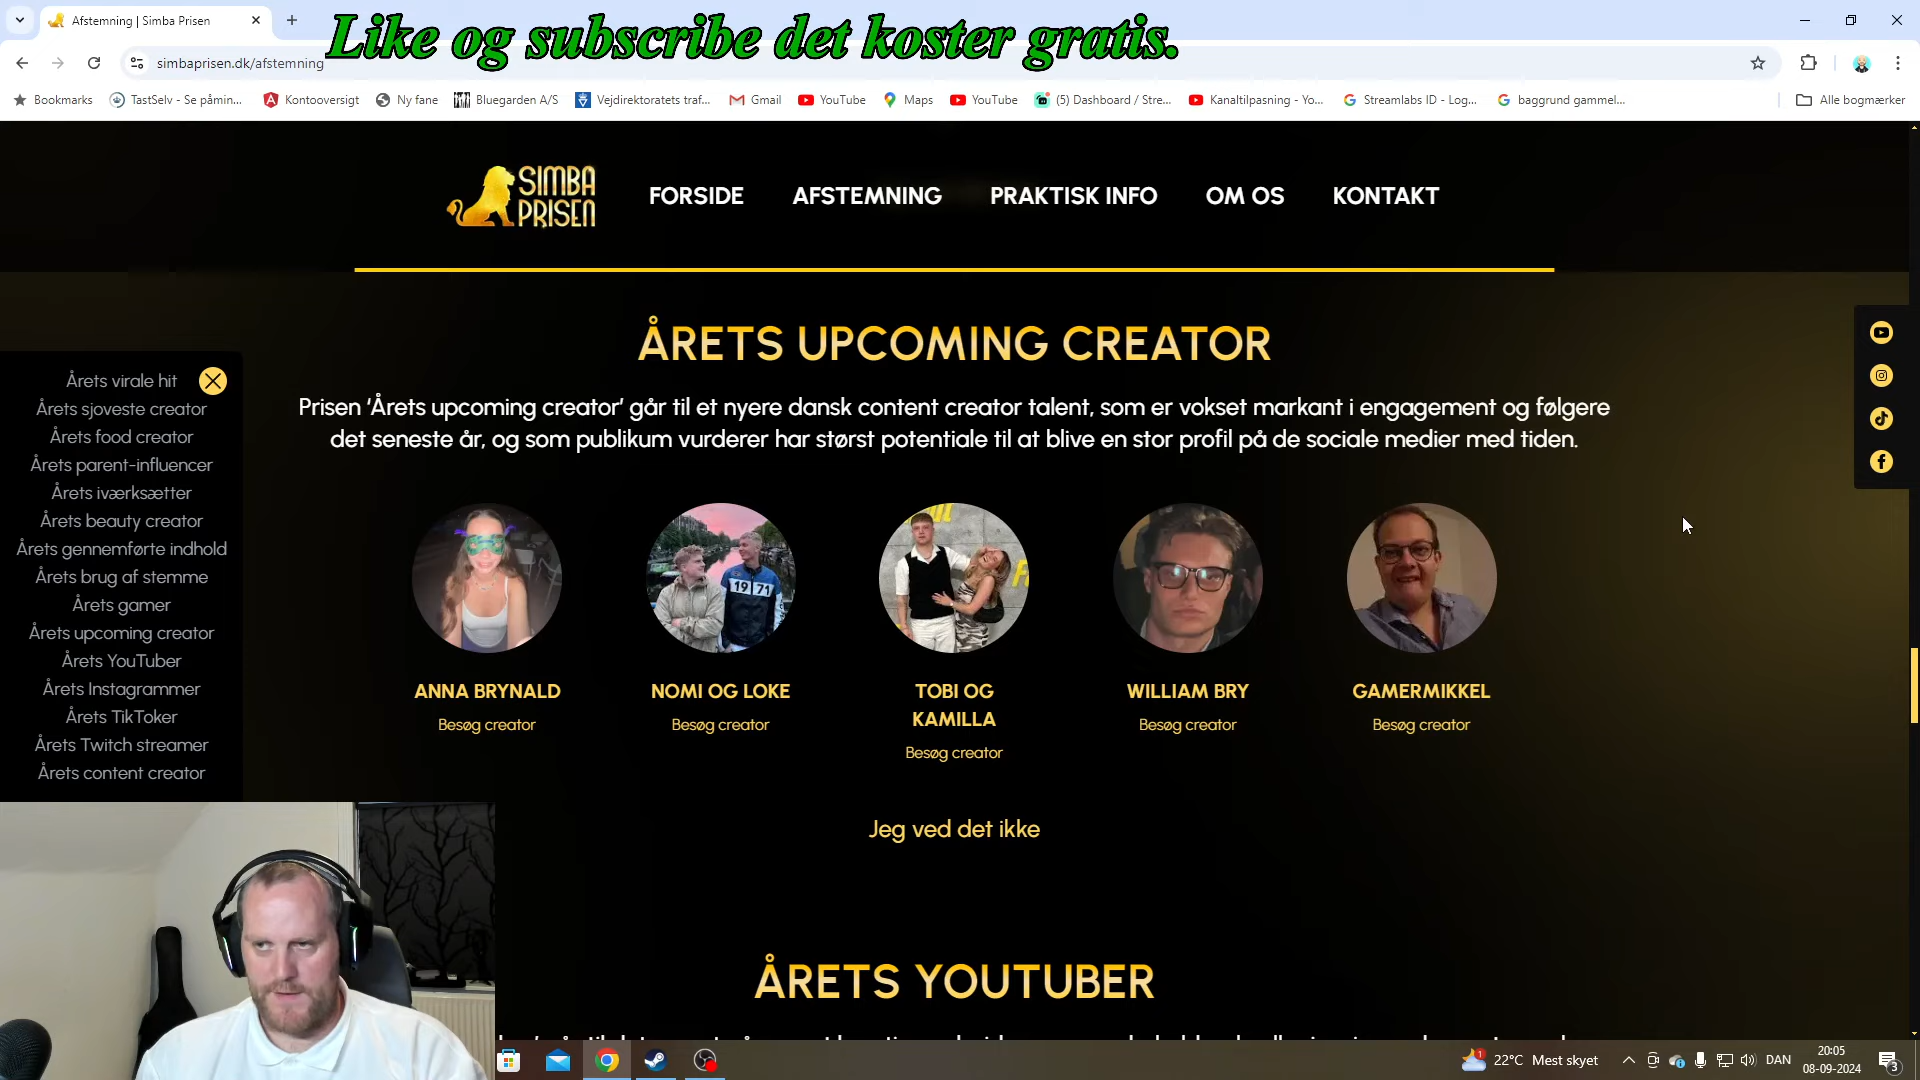 Afstemning | Simba Prisen
Like og subscribe det koster gratis.
simbaprisen.dk/afstemning
Bookmarks
TastSelv - Se påmin...
Kontooversigt
Ny fane
Bluegarden A/S
Vejdirektoratets traf...
Gmail
YouTube
Maps
YouTube
(5) Dashboard / Stre...
Kanaltilpasning - Yo...
Streamlabs ID - Log...
baggrund gammel...
Alle bogmærker
SIMBA
PRISEN
FORSIDE
AFSTEMNING
PRAKTISK INFO
OM OS
KONTAKT
ÅRETS UPCOMING CREATOR
Prisen ‘Årets upcoming creator’ går til et nyere dansk content creator talent, som er vokset markant i engagement og følgere
det seneste år, og som publikum vurderer har størst potentiale til at blive en stor profil på de sociale medier med tiden.
Årets virale hit
Årets sjoveste creator
Årets food creator
Årets parent-influencer
Årets iværksætter
Årets beauty creator
Årets gennemførte indhold
Årets brug af stemme
Årets gamer
Årets upcoming creator
Årets YouTuber
Årets Instagrammer
Årets TikToker
Årets Twitch streamer
Årets content creator
19 71
ANNA BRYNALD
Besøg creator
NOMI OG LOKE
Besøg creator
TOBI OG
KAMILLA
Besøg creator
WILLIAM BRY
Besøg creator
GAMERMIKKEL
Besøg creator
Jeg ved det ikke
ÅRETS YOUTUBER
1
22°C Mest skyet
DAN
20:05
08-09-2024
3